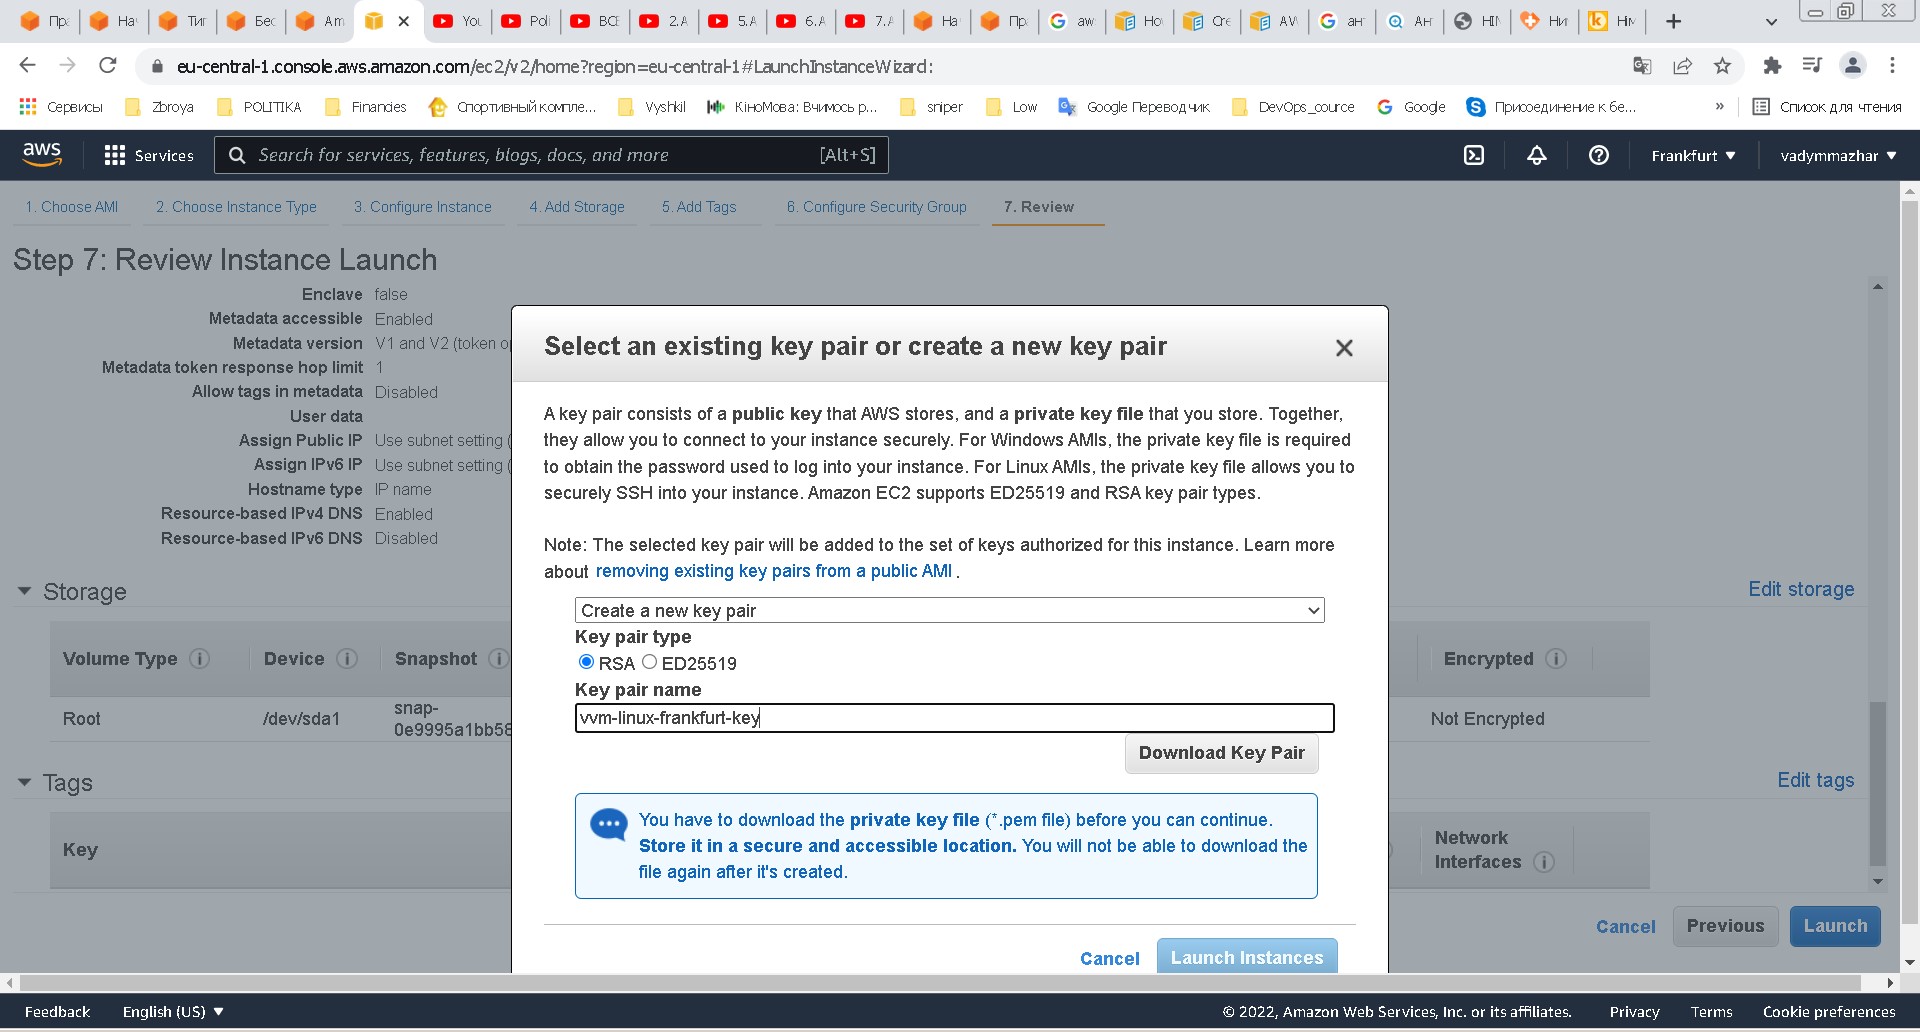 Пра
На
Тиг
Бес
Am
You
Poli
ВСЕ
2. A
5. A
6. A
7. A
На
Пр
aw
Ho
Cre
AV
анг
Анг
HIN
Ни
Нім
eu-central-1.console.aws.amazon.com/ec2/v2/home?region=eu-central-1#LaunchInstanceWizard:
Сервисы
Zbroya
POLITIKA
Financies
Спортивный компле...
Vyshkil
КіноМова: Вчимось р...
sniper
Low
Google Переводчик
DevOps_cource
Google
Присоединение к бе...
»
Список для чтения
aws
Services
Search for services, features, blogs, docs, and more
[Alt+S]
Frankfurt
vadymmazhar
1. Choose AMI
2. Choose Instance Type
3. Configure Instance
4. Add Storage
5. Add Tags
6. Configure Security Group
7. Review
Step 7: Review Instance Launch
Enclave false
Metadata accessible Enabled
Metadata version V1 and V2 (token op
Metadata token response hop limit 1
Allow tags in metadata Disabled
User data
Assign Public IP Use subnet setting (
Assign IPv6 IP Use subnet setting (
Hostname type IP name
Resource-based IPv4 DNS Enabled
Resource-based IPv6 DNS Disabled
Storage
Edit storage
Volume Type
Device
Snapshot
Encrypted
Root
/dev/sda1
snap-
0e9995a1bb58
Not Encrypted
Tags
Edit tags
Key
Network
Interfaces
Select an existing key pair or create a new key pair
A key pair consists of a public key that AWS stores, and a private key file that you store. Together,
they allow you to connect to your instance securely. For Windows AMIs, the private key file is required
to obtain the password used to log into your instance. For Linux AMIs, the private key file allows you to
securely SSH into your instance. Amazon EC2 supports ED25519 and RSA key pair types.
Note: The selected key pair will be added to the set of keys authorized for this instance. Learn more
about removing existing key pairs from a public AMI .
Create a new key pair
Key pair type
RSA ED25519
Key pair name
vvm-linux-frankfurt-key
Download Key Pair
You have to download the private key file (*.pem file) before you can continue.
Store it in a secure and accessible location. You will not be able to download the
file again after it's created.
Cancel
Launch Instances
Cancel
Previous
Launch
Feedback
English (US)
© 2022, Amazon Web Services, Inc. or its affiliates.
Privacy
Terms
Cookie preferences